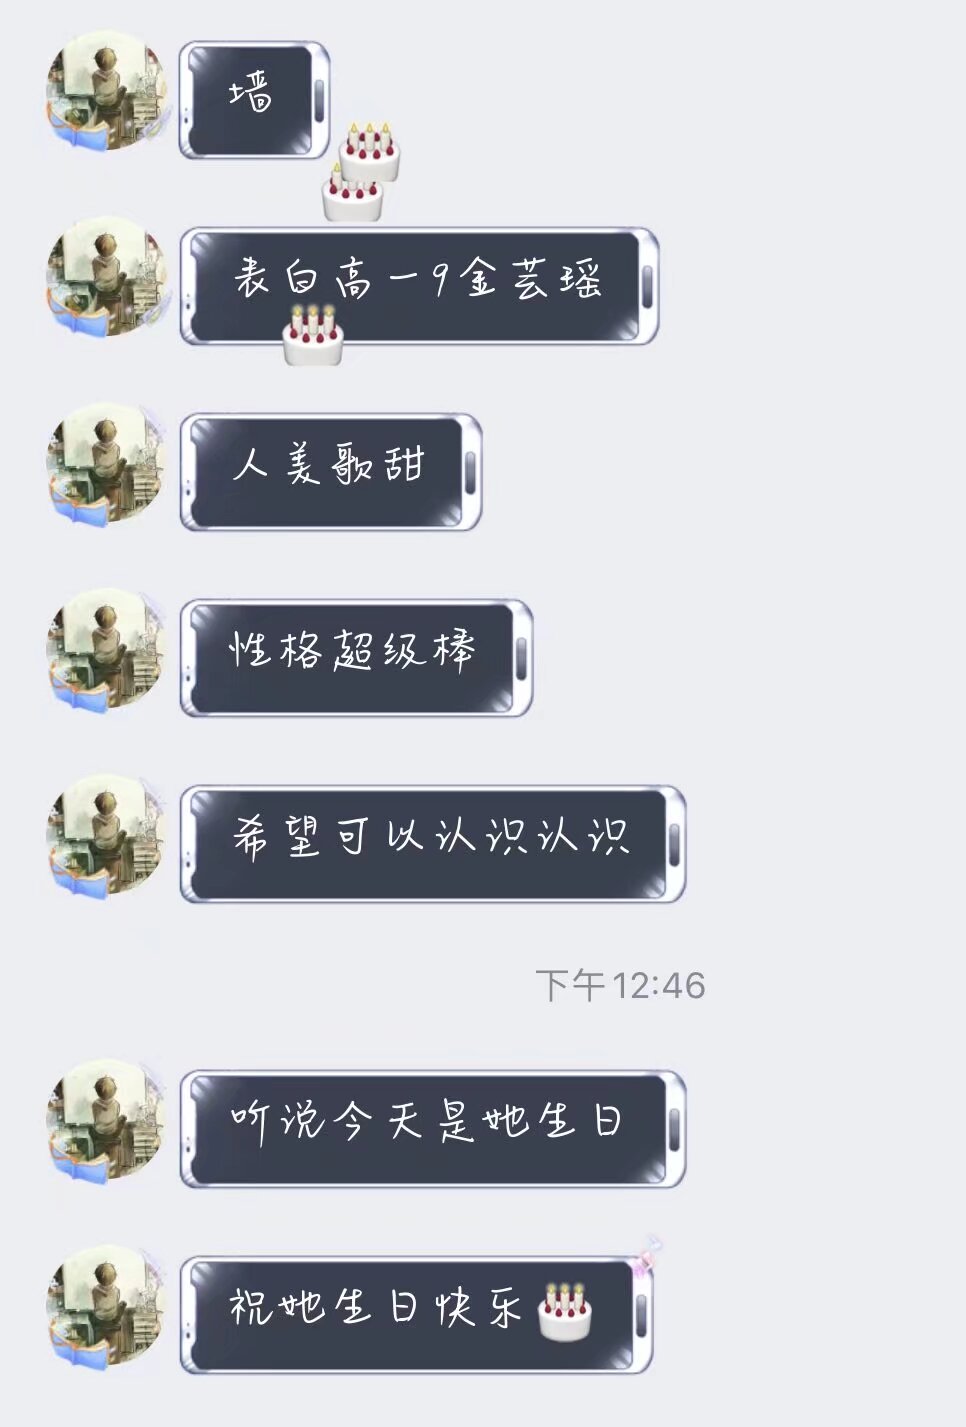 墙
表白高一9金芸瑶
人美歌甜
性格超级棒
希望可以认识认识
下午12:46
听说今天是她生日
祝她生日快乐🎂